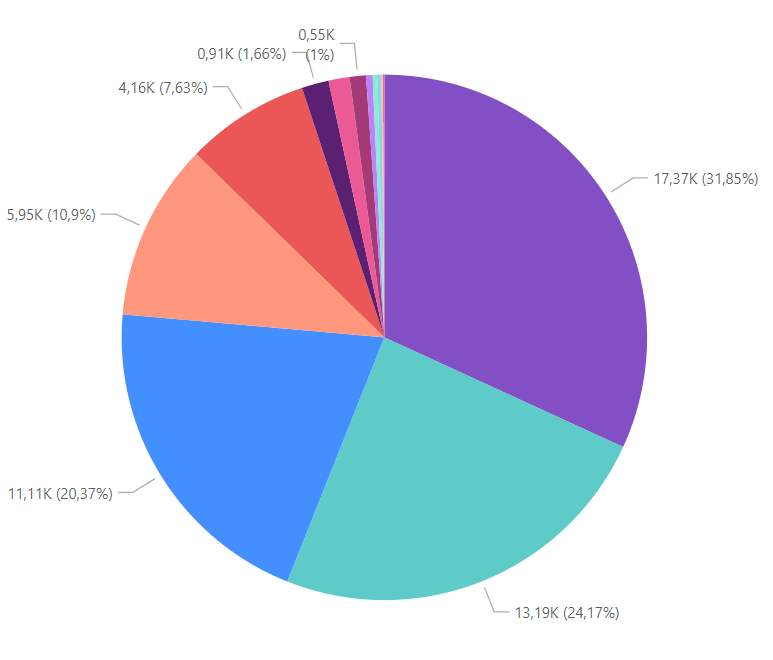 0,55K
(1%)
0,91K (1,66%)
4,16K (7,63%)
17,37K (31,85%)
5,95K (10,9%)
11,11K (20,37%)
13,19K (24,17%)